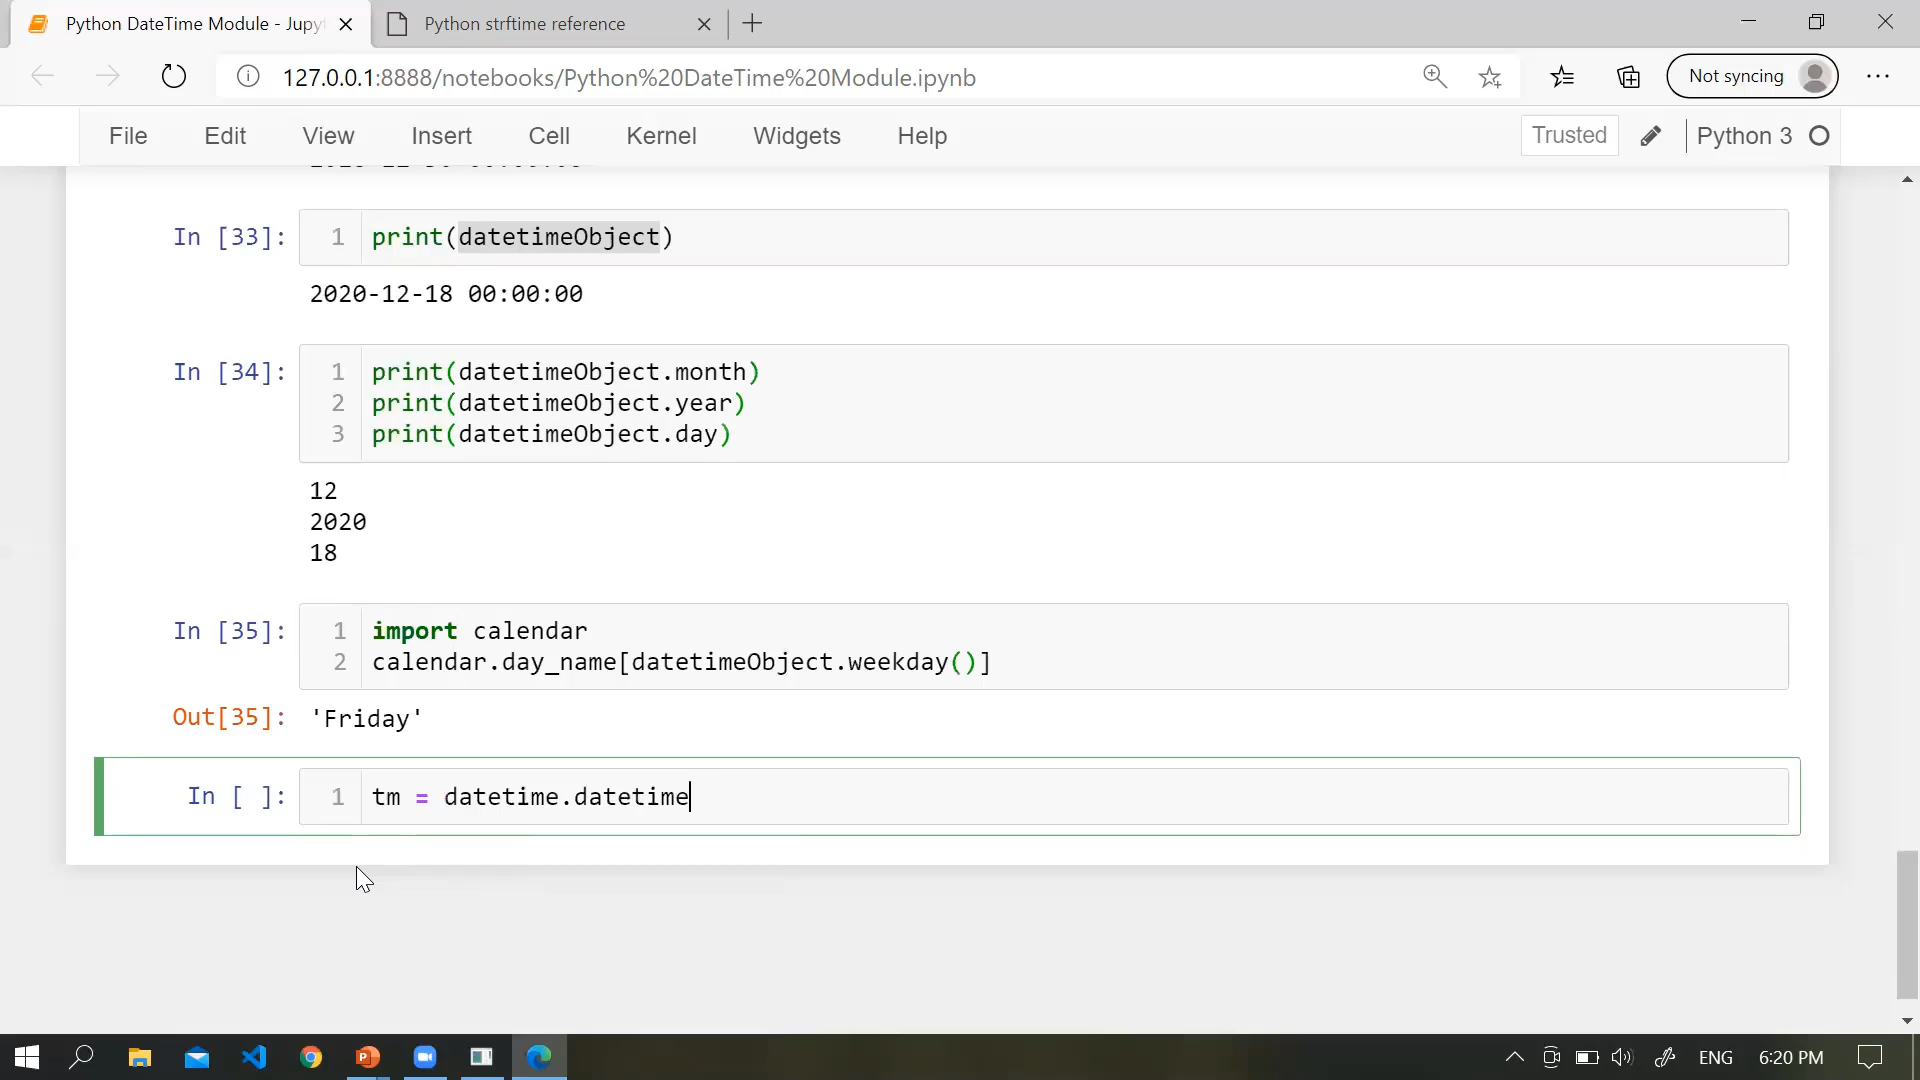 Python DateTime Module - Jupyt
Python strftime reference
127.0.0.1:8888/notebooks/Python%20DateTime%20Module.ipynb
Not syncing
File Edit View Insert Cell Kernel Widgets Help
Trusted
Python 3
In [33]: 1 print(datetimeObject)
2020-12-18 00:00:00
In [34]: 1 print(datetimeObject.month)
2 print(datetimeObject.year)
3 print(datetimeObject.day)
12
2020
18
In [35]: 1 import calendar
2 calendar.day_name[datetimeObject.weekday()]
Out[35]: 'Friday'
In [ ]: 1 tm = datetime.datetime
ENG
6:20 PM